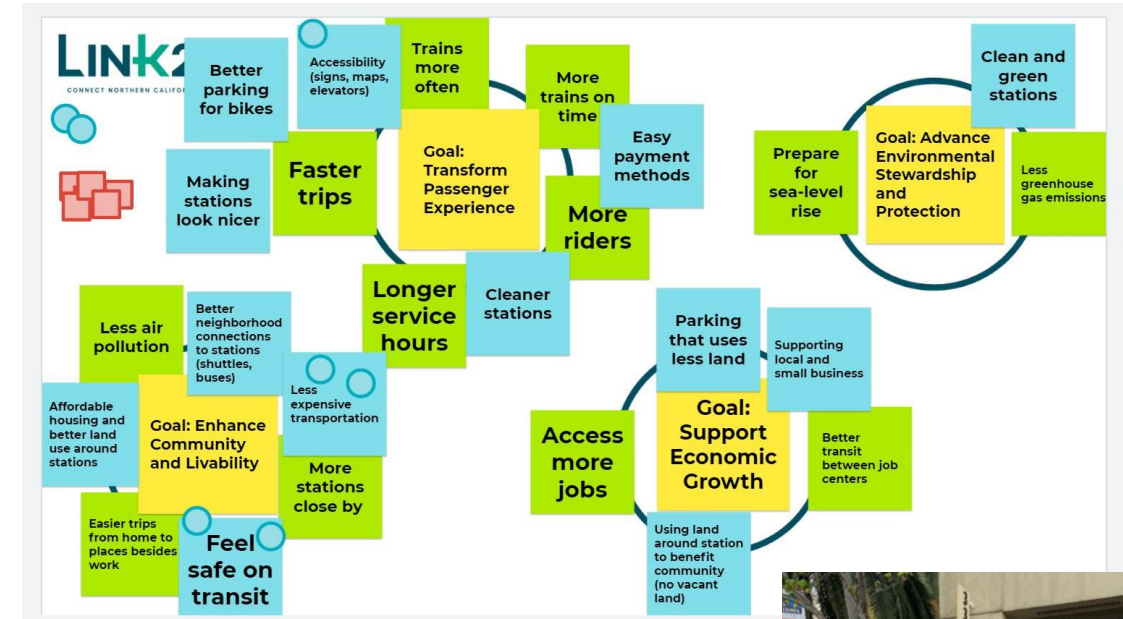 LINK2
CONNECT NORTHERN CALIFOR
Better
parking
for bikes
Accessibility
(signs, maps,
elevators)
Trains
more
often
More
trains on
time
Easy
payment
methods
Making
stations
look nicer
Faster
trips
Goal:
Transform
Passenger
Experience
More
riders
Longer
service
hours
Cleaner
stations
Clean and
green
stations
Prepare
for
sea-level
rise
Goal: Advance
Environmental
Stewardship
and
Protection
Less
greenhouse
gas emissions
Less air
pollution
Better
neighborhood
connections
to stations
(shuttles,
buses)
Less
expensive
transportation
Affordable
housing and
better land
use around
stations
Goal: Enhance
Community
and Livability
More
stations
close by
Easier trips
from home to
places besides
work
Feel
safe on
transit
Parking
that uses
less land
Supporting
local and
small business
Access
more
jobs
Goal:
Support
Economic
Growth
Better
transit
between job
centers
Using land
around station
to benefit
community
(no vacant
land)